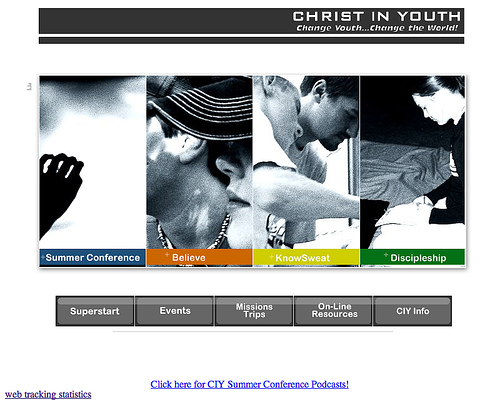 CHRIST IN YOUTH
Change Youth...Change the World!
+Summer Conference
+ Believe
+KnowSweat
+ Discipleship
Superstart
Events
Missions
Trips
On-Line
Resources
CIY Info
Click here for CIY Summer Conference Podcasts!
web tracking statistics